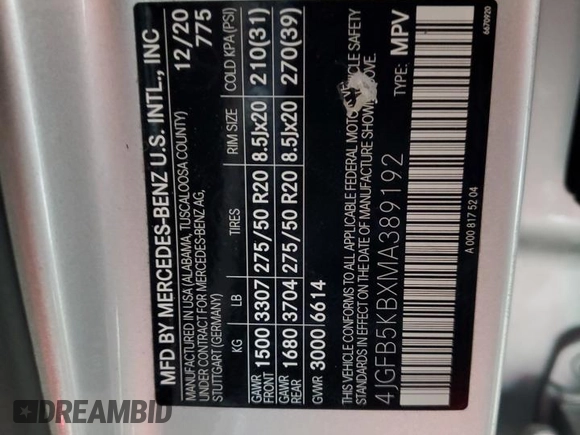 MFD BY MERCEDES-BENZ U.S. INTL., INC
MANUFACTURED IN USA (ALABAMA, TUSCALOOSA COUNTY) 12/20
UNDER CONTRACT FOR MERCEDES-BENZ AG, 775
STUTTGART (GERMANY)
KG LB TIRES RIM SIZE COLD KPA (PSI)
GAWR FRONT 1500 3307 275/50 R20 8.5Jx20 210(31)
GAWR REAR 1680 3704 275/50 R20 8.5Jx20 270(39)
GVWR 3000 6614
THIS VEHICLE CONFORMS TO ALL APPLICABLE FEDERAL MOTOR VEHICLE SAFETY
STANDARDS IN EFFECT ON THE DATE OF MANUFACTURE SHOWN ABOVE.
4JGFB5KBXMA389192 MPV
A 000 817 52 04
6670920
DREAMBID